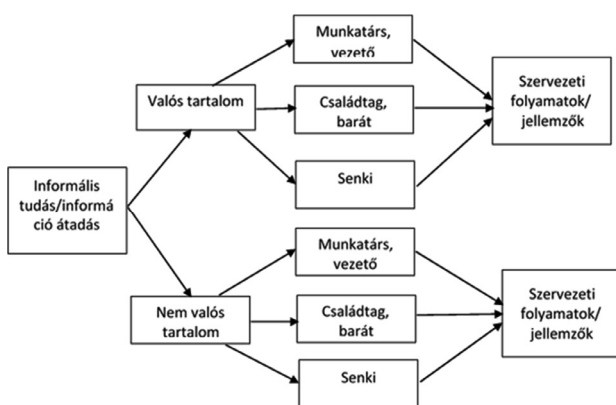 Munkatárs,
vezető
Valós tartalom
Családtag,
barát
Szervezeti
folyamatok/
jellemzők
Senki
Informális
tudás/informá
ció átadás
Munkatárs,
vezető
Nem valós
tartalom
Családtag,
barát
Szervezeti
folyamatok/
jellemzők
Senki